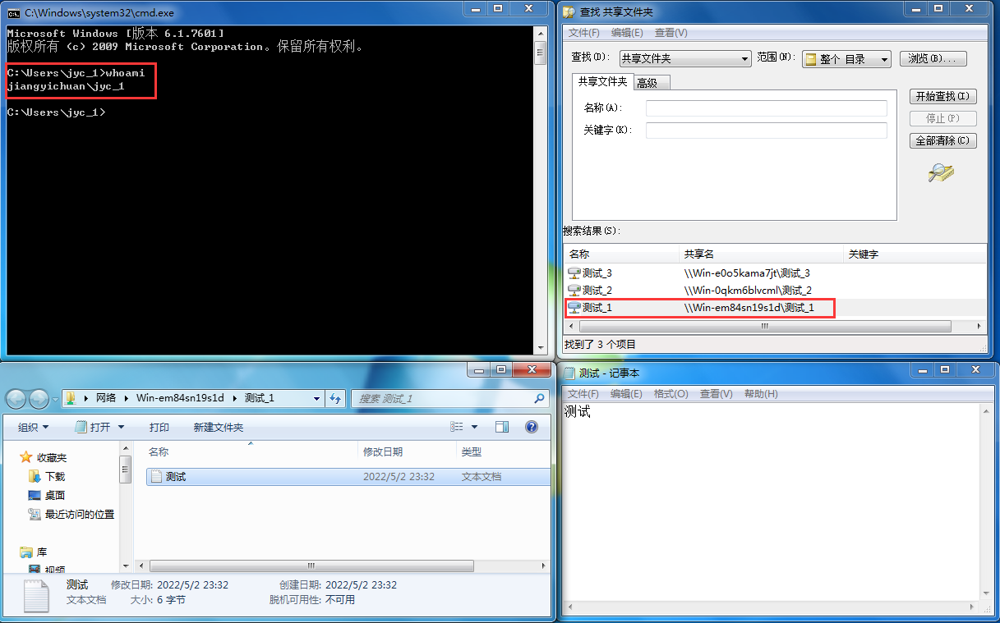 C:\Windows\system32\cmd.exe
Microsoft Windows [版本 6.1.7601]
版权所有 (c) 2009 Microsoft Corporation。保留所有权利。
C:\Users\jyc_1>whoami
jiangyichuan\jyc_1
C:\Users\jyc_1>
查找 共享文件夹
文件(F) 编辑(E) 查看(V)
查找(D): 共享文件夹 范围(N): 整个 目录 浏览(B)...
共享文件夹 高级
名称(A):
关键字(K):
开始查找(I)
停止(P)
全部清除(C)
搜索结果(S):
名称 共享名 关键字
测试_3 \\Win-e0o5kama7jt\测试_3
测试_2 \\Win-0qkm6blvcml\测试_2
测试_1 \\Win-em84sn19s1d\测试_1
找到了 3 个项目
网络 Win-em84sn19s1d 测试_1 搜索 测试_1
组织 打开 打印 新建文件夹
收藏夹
下载
桌面
最近访问的位置
库
视频
名称 修改日期 类型
测试 2022/5/2 23:32 文本文档
测试 修改日期: 2022/5/2 23:32 创建日期: 2022/5/2 23:32
文本文档 大小: 6 字节 脱机可用性: 不可用
测试 - 记事本
文件(F) 编辑(E) 格式(O) 查看(V) 帮助(H)
测试